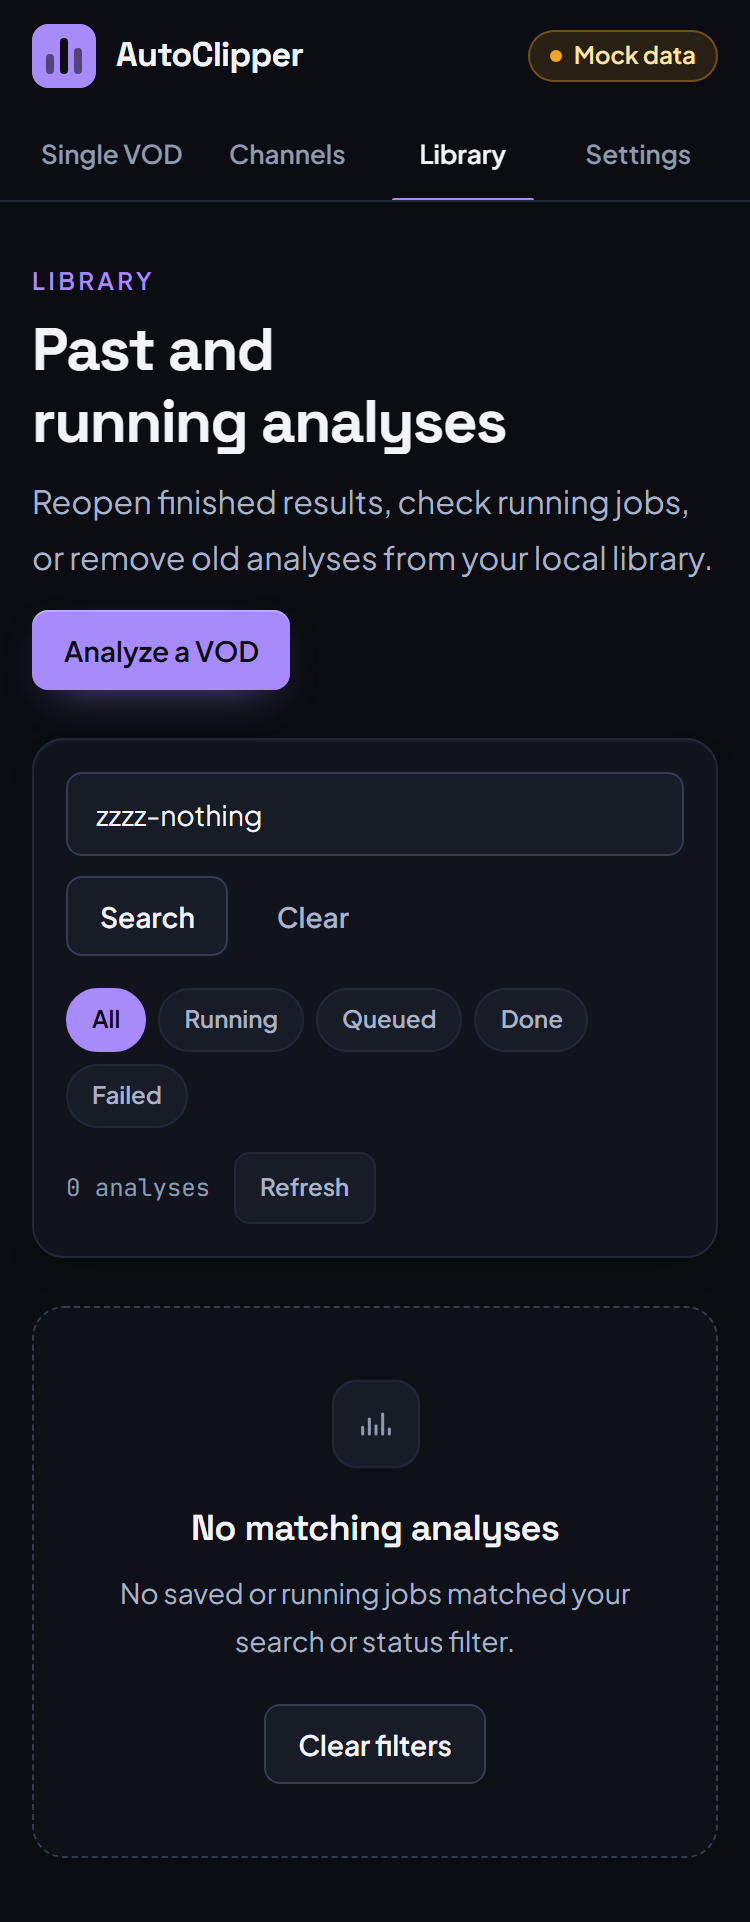 AutoClipper
Mock data
Single VOD
Channels
Library
Settings
LIBRARY
Past and
running analyses
Reopen finished results, check running jobs,
or remove old analyses from your local library.
Analyze a VOD
zzzz-nothing
Search
Clear
All
Running
Queued
Done
Failed
0 analyses
Refresh
No matching analyses
No saved or running jobs matched your
search or status filter.
Clear filters